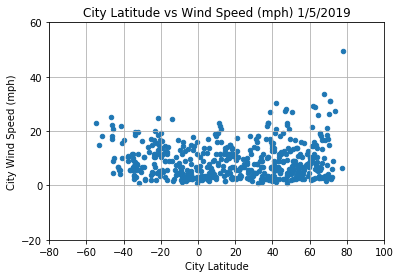 City Latitude vs Wind Speed (mph) 1/5/2019
City Wind Speed (mph)
60
40
20
0
−20
−80 −60 −40 −20 0 20 40 60 80 100
City Latitude